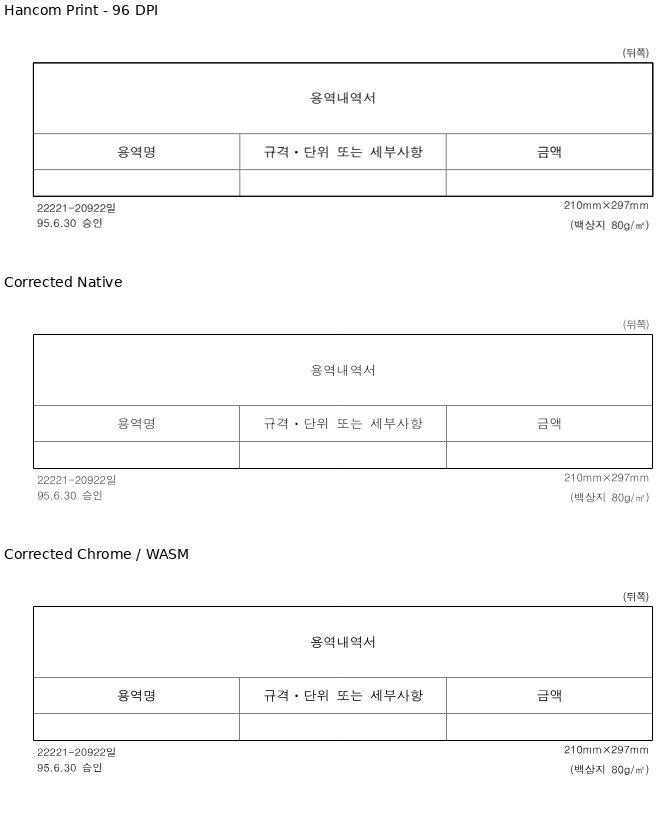 Hancom Print - 96 DPI
(뒤쪽)
용역내역서
용역명 규격·단위 또는 세부사항 금액
22221-20922일 210mm×297mm
95.6.30 승인 (백상지 80g/㎡)
Corrected Native
(뒤쪽)
용역내역서
용역명 규격·단위 또는 세부사항 금액
22221-20922일 210mm×297mm
95.6.30 승인 (백상지 80g/㎡)
Corrected Chrome / WASM
(뒤쪽)
용역내역서
용역명 규격·단위 또는 세부사항 금액
22221-20922일 210mm×297mm
95.6.30 승인 (백상지 80g/㎡)